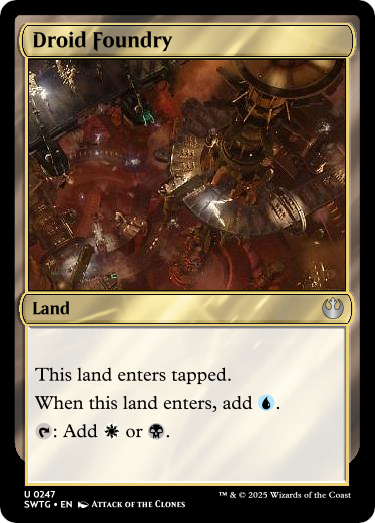 Droid Foundry
Land
This land enters tapped.
When this land enters, add 💧.
: Add ☀ or 💀.
U 0247
SWTG • EN ATTACK OF THE CLONES
™ & © 2025 Wizards of the Coast